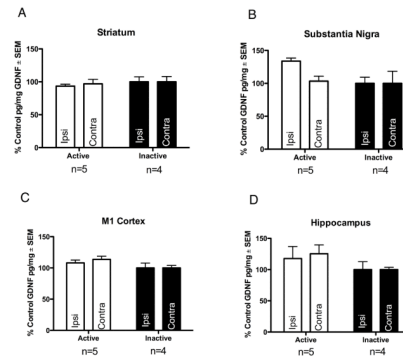 A
Striatum
% Control pg/mg GDNF ± SEM
150
100
50
0
Ipsi
Contra
Ipsi
Contra
Active
Inactive
n=5
n=4
B
Substantia Nigra
% Control pg/mg GDNF ± SEM
150
100
50
0
Ipsi
Contra
Ipsi
Contra
Active
Inactive
n=5
n=4
C
M1 Cortex
% Control pg/mg GDNF ± SEM
150
100
50
0
Ipsi
Contra
Ipsi
Contra
Active
Inactive
n=5
n=4
D
Hippocampus
% Control pg/mg GDNF ± SEM
150
100
50
0
Ipsi
Contra
Ipsi
Contra
Active
Inactive
n=5
n=4